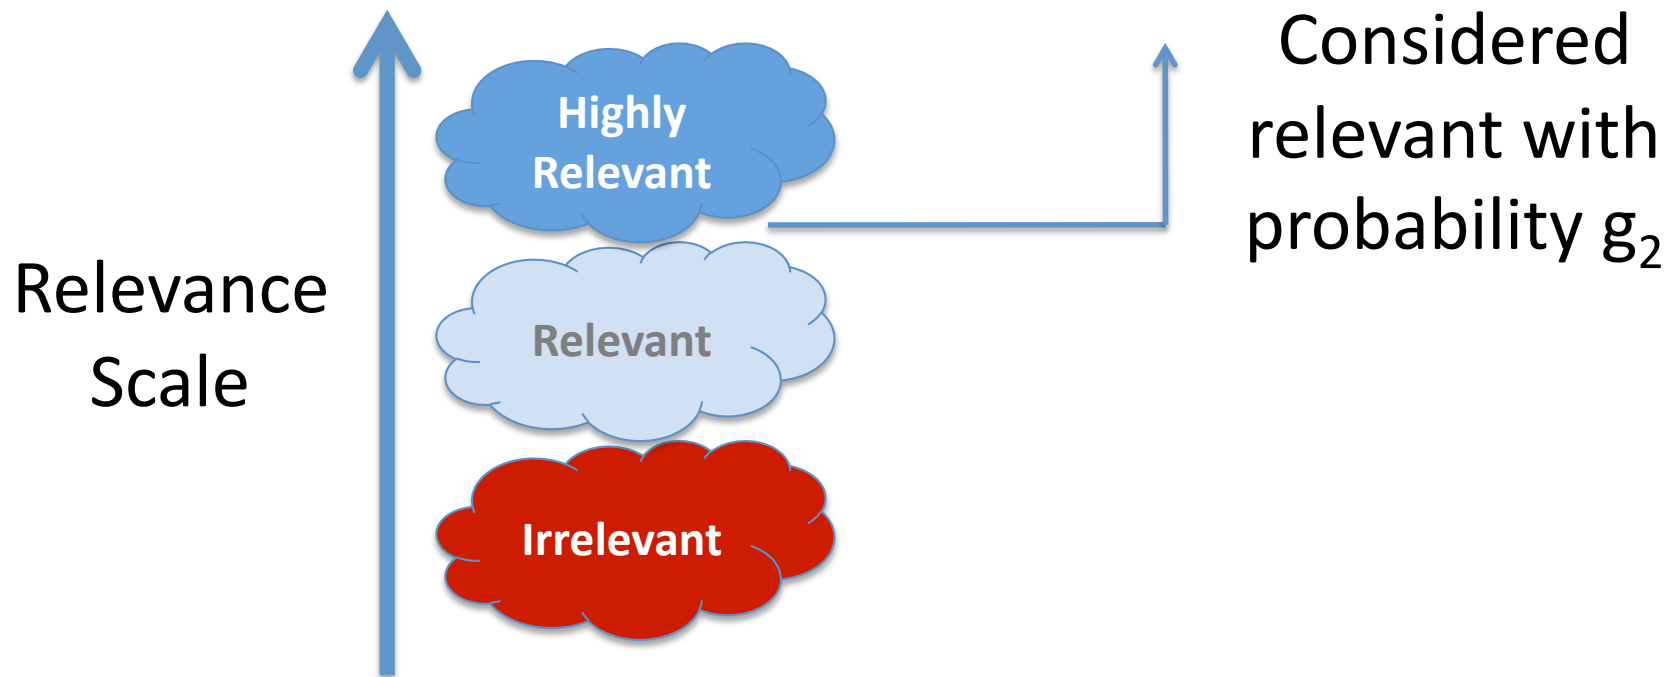 Relevance
Scale
Highly
Relevant
Relevant
Irrelevant
Considered
relevant with
probability g₂